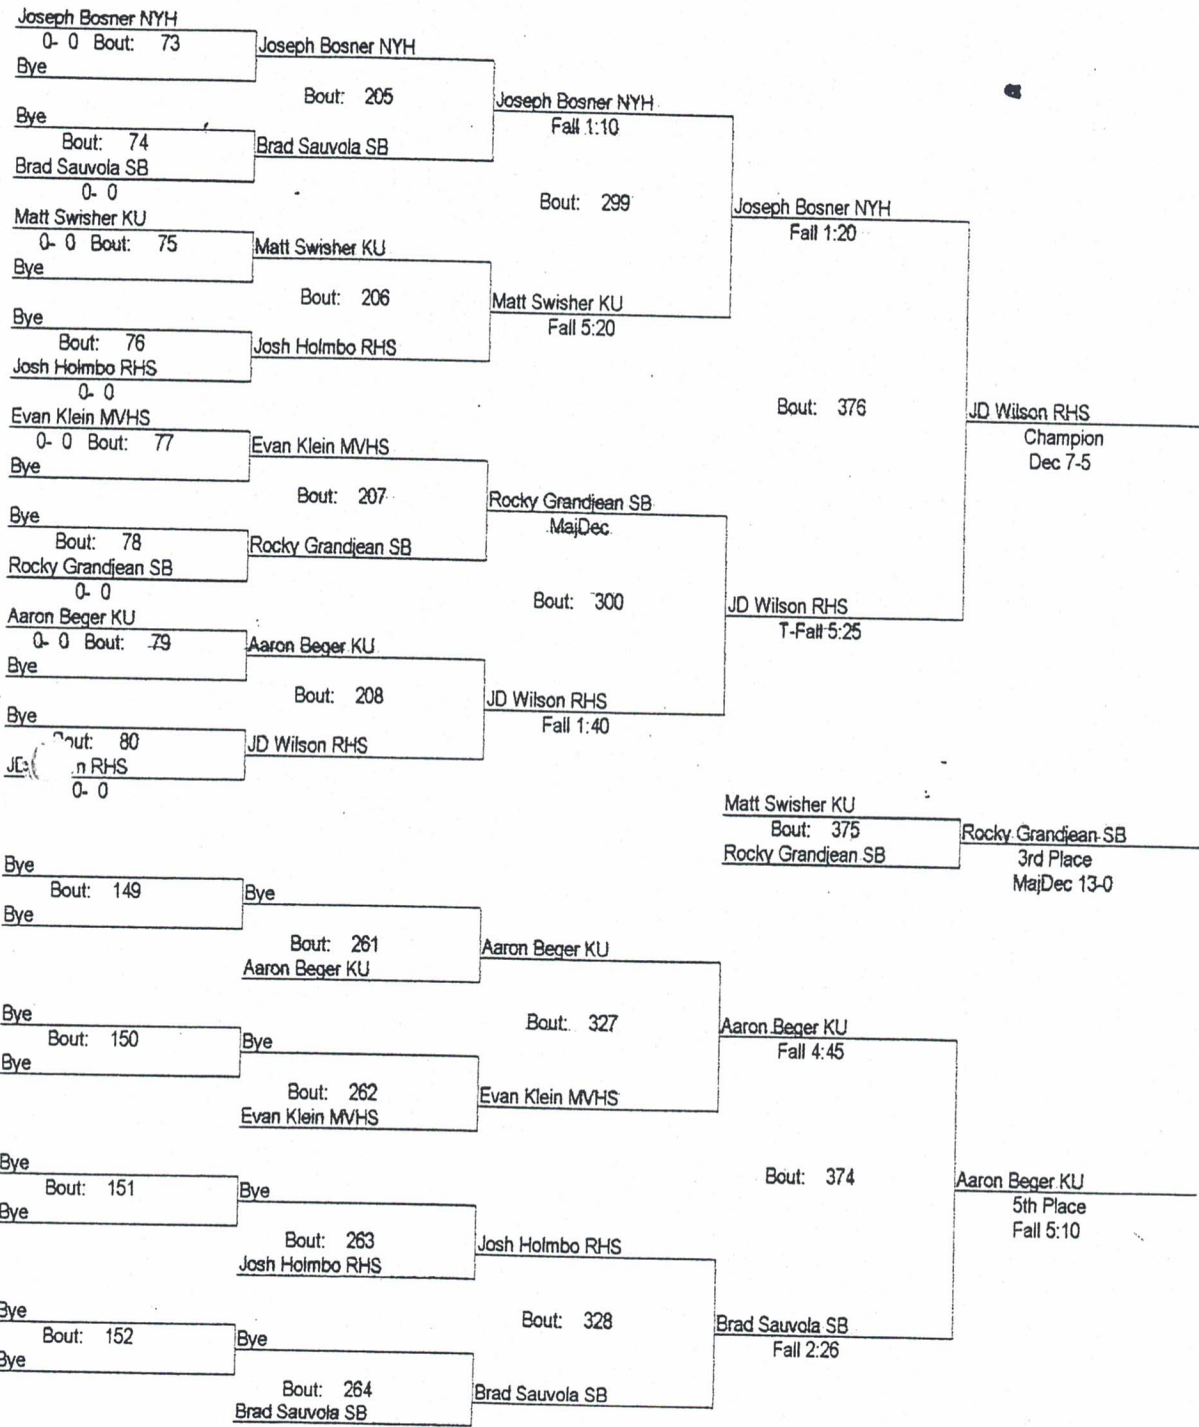 Joseph Bosner NYH
0- 0 Bout: 73
Bye
Joseph Bosner NYH
Bout: 205
Bye
Bout: 74
Brad Sauvola SB
0- 0
Brad Sauvola SB
Joseph Bosner NYH
Fall 1:10
Bout: 299
Matt Swisher KU
0- 0 Bout: 75
Bye
Matt Swisher KU
Bout: 206
Bye
Bout: 76
Josh Holmbo RHS
0- 0
Josh Holmbo RHS
Matt Swisher KU
Fall 5:20
Joseph Bosner NYH
Fall 1:20
Bout: 376
Evan Klein MVHS
0- 0 Bout: 77
Bye
Evan Klein MVHS
Bout: 207
Bye
Bout: 78
Rocky Grandjean SB
0- 0
Rocky Grandjean SB
Rocky Grandjean SB
MajDec
Bout: 300
Aaron Beger KU
0- 0 Bout: 79
Bye
Aaron Beger KU
Bout: 208
Bye
80
RHS
0- 0
JD Wilson RHS
JD Wilson RHS
Fall 1:40
JD Wilson RHS
T-Fall 5:25
JD Wilson RHS
Champion
Dec 7-5
Matt Swisher KU
Bout: 375
Rocky Grandjean SB
Rocky Grandjean SB
3rd Place
MajDec 13-0
Bye
Bout: 149
Bye
Bye
Bout: 261
Aaron Beger KU
Aaron Beger KU
Bout: 327
Bye
Bout: 150
Bye
Bye
Bout: 262
Evan Klein MVHS
Evan Klein MVHS
Aaron Beger KU
Fall 4:45
Bout: 374
Bye
Bout: 151
Bye
Bye
Bout: 263
Josh Holmbo RHS
Josh Holmbo RHS
Bout: 328
Bye
Bout: 152
Bye
Bye
Bout: 264
Brad Sauvola SB
Brad Sauvola SB
Brad Sauvola SB
Fall 2:26
Aaron Beger KU
5th Place
Fall 5:10